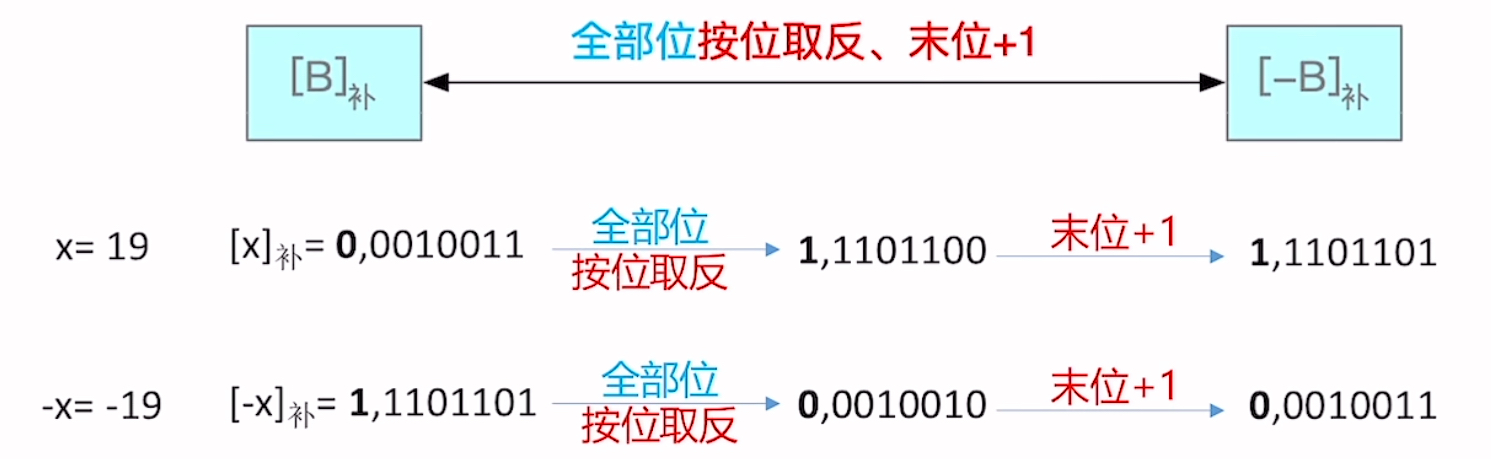 全部位按位取反、末位+1
[B]补 [−B]补
x= 19 [x]补= 0,0010011 全部位 按位取反 1,1101100 末位+1 1,1101101
-x= -19 [-x]补= 1,1101101 全部位 按位取反 0,0010010 末位+1 0,0010011